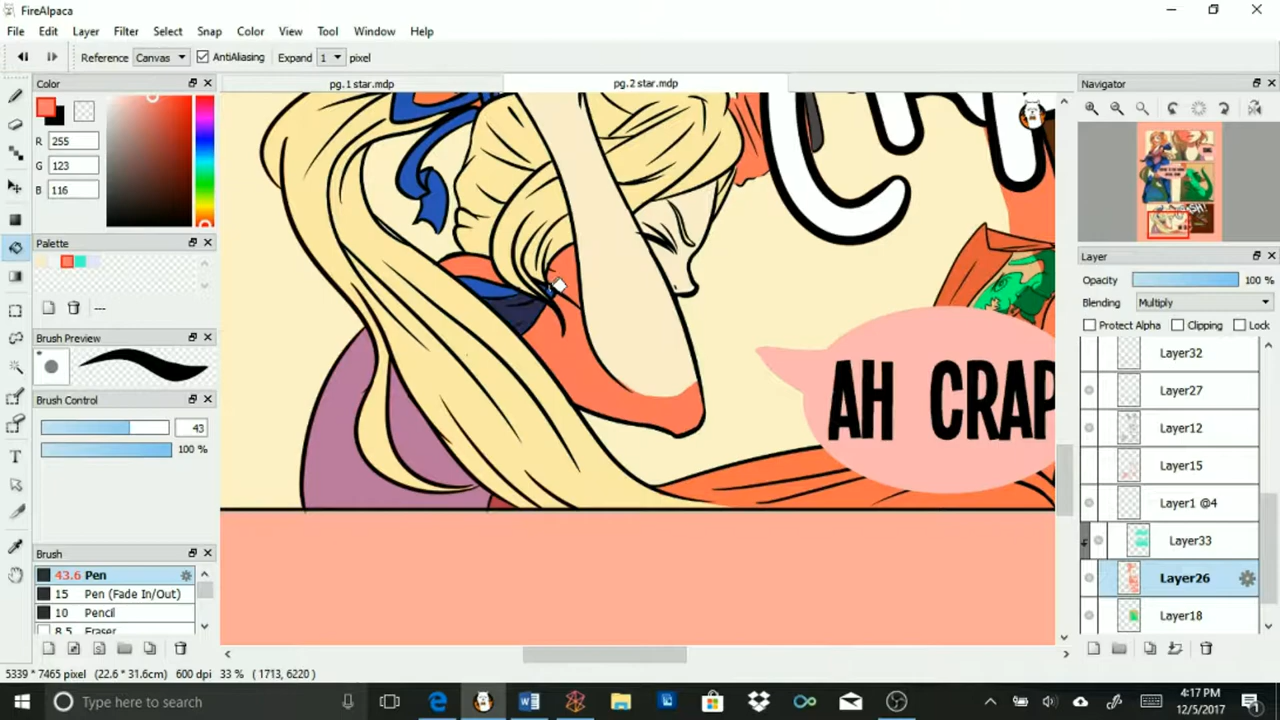 FireAlpaca
File Edit Layer Filter Select Snap Color View Tool Window Help
Reference Canvas AntiAliasing Expand 1 pixel
Color
R 255
G 123
B 116
Palette
---
Brush Preview
Brush Control
43
100 %
Brush
43.6 Pen
15 Pen (Fade In/Out)
10 Pencil
8.5 Eraser
pg.1 star.mdp pg.2 star.mdp
AH CRAP
Navigator
Layer
Opacity 100 %
Blending Multiply
Protect Alpha Clipping Lock
Layer32
Layer27
Layer12
Layer15
Layer1 @4
Layer33
Layer26
Layer18
5339 * 7465 pixel (22.6 * 31.6cm) 600 dpi 33 % ( 1713, 6220 )
Type here to search
4:17 PM
12/5/2017